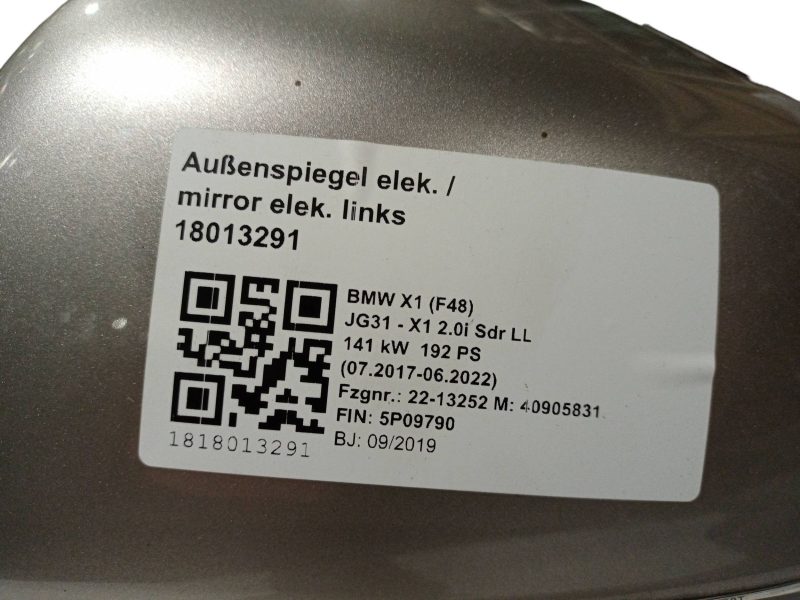 Außenspiegel elek. /
mirror elek. links
18013291
BMW X1 (F48)
JG31 - X1 2.0i Sdr LL
141 kW 192 PS
(07.2017-06.2022)
Fzgnr.: 22-13252 M: 40905831
FIN: 5P09790
BJ: 09/2019
1818013291